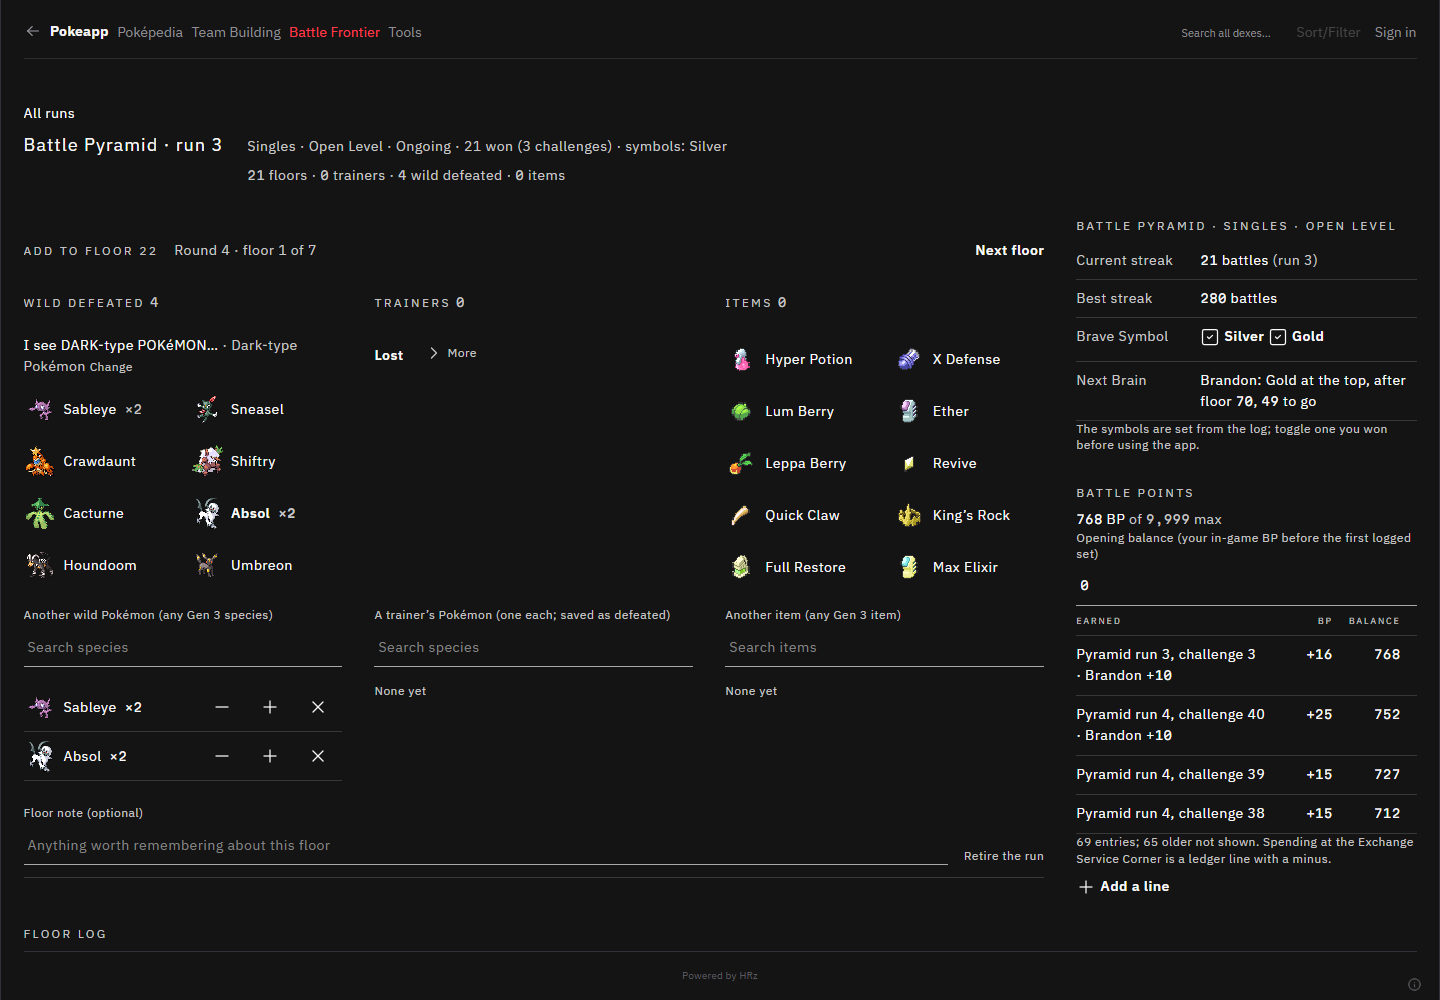 Pokeapp Poképedia Team Building Battle Frontier Tools
Search all dexes... Sort/Filter Sign in
All runs
Battle Pyramid · run 3
Singles · Open Level · Ongoing · 21 won (3 challenges) · symbols: Silver
21 floors · 0 trainers · 4 wild defeated · 0 items
ADD TO FLOOR 22 Round 4 · floor 1 of 7
Next floor
WILD DEFEATED 4
I see DARK-type POKéMON... · Dark-type
Pokémon Change
Sableye ×2
Sneasel
Crawdaunt
Shiftry
Cacturne
Absol ×2
Houndoom
Umbreon
Another wild Pokémon (any Gen 3 species)
Search species
Sableye ×2
Absol ×2
TRAINERS 0
Lost
More
A trainer’s Pokémon (one each; saved as defeated)
Search species
None yet
ITEMS 0
Hyper Potion
X Defense
Lum Berry
Ether
Leppa Berry
Revive
Quick Claw
King’s Rock
Full Restore
Max Elixir
Another item (any Gen 3 item)
Search items
None yet
Floor note (optional)
Anything worth remembering about this floor
Retire the run
BATTLE PYRAMID · SINGLES · OPEN LEVEL
Current streak 21 battles (run 3)
Best streak 280 battles
Brave Symbol Silver Gold
Next Brain Brandon: Gold at the top, after
floor 70, 49 to go
The symbols are set from the log; toggle one you won
before using the app.
BATTLE POINTS
768 BP of 9,999 max
Opening balance (your in-game BP before the first logged
set)
0
EARNED BP BALANCE
Pyramid run 3, challenge 3 +16 768
· Brandon +10
Pyramid run 4, challenge 40 +25 752
· Brandon +10
Pyramid run 4, challenge 39 +15 727
Pyramid run 4, challenge 38 +15 712
69 entries; 65 older not shown. Spending at the Exchange
Service Corner is a ledger line with a minus.
Add a line
FLOOR LOG
Powered by HRz